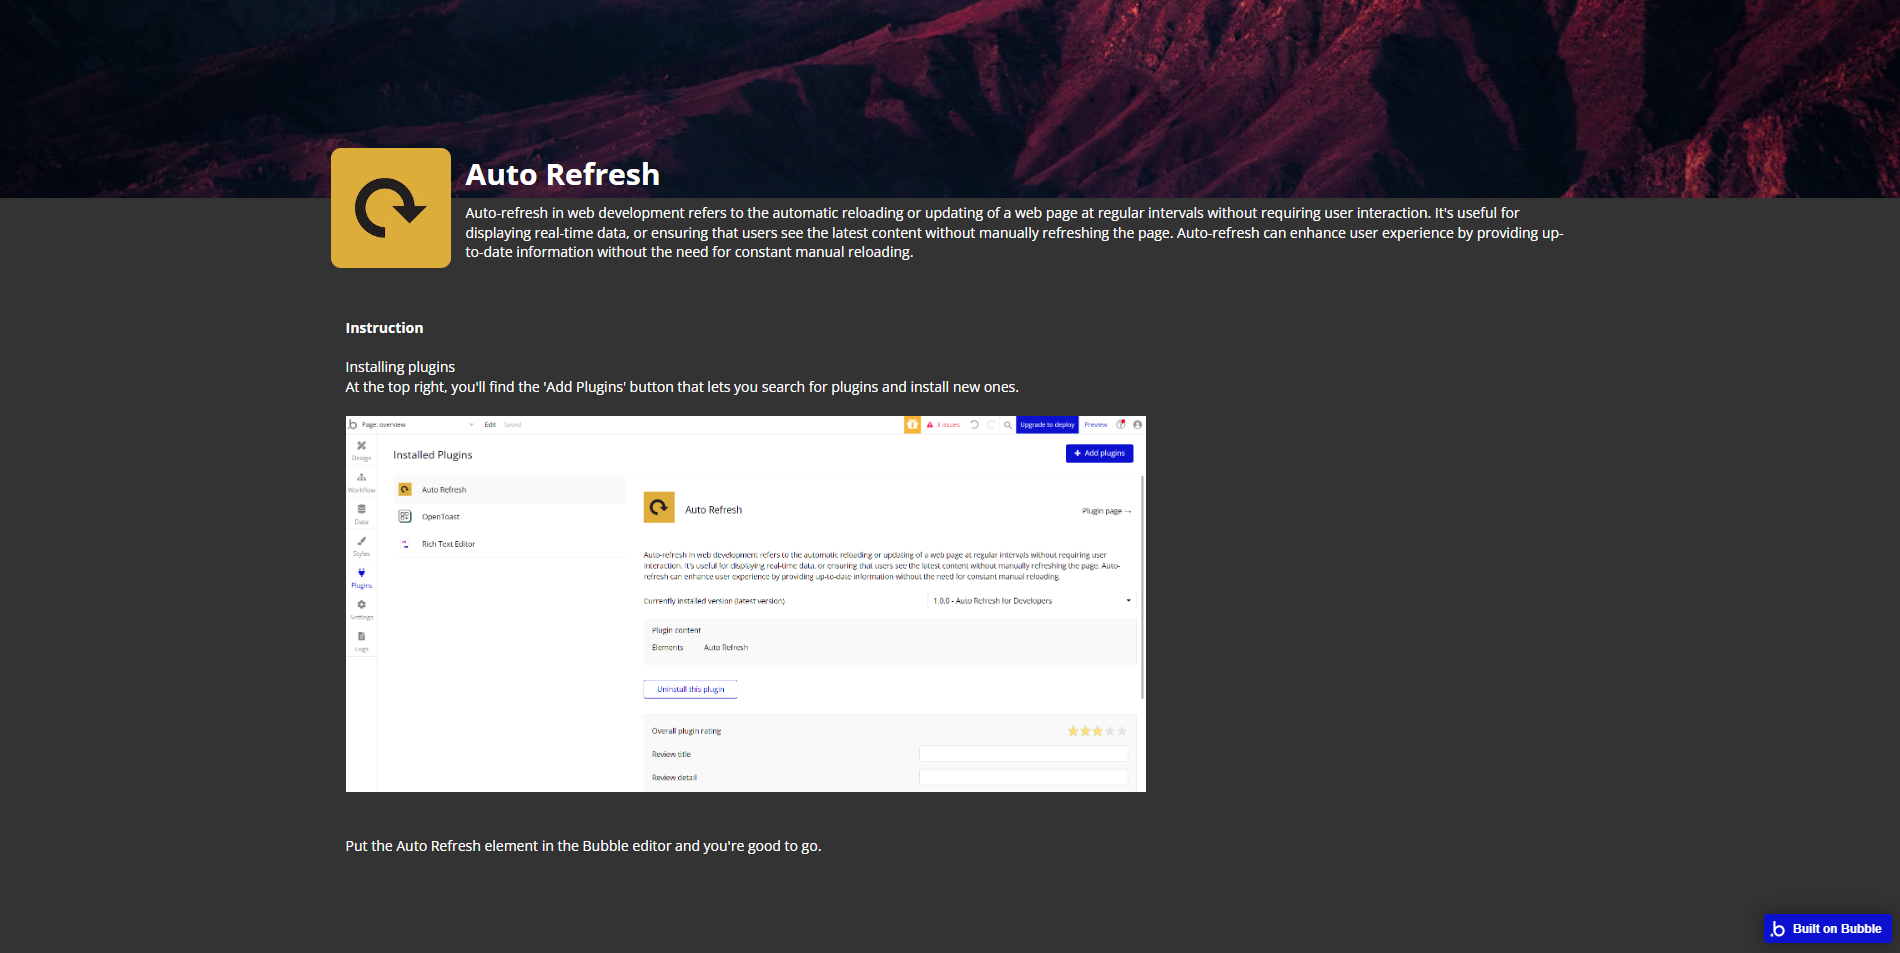 Auto Refresh
Auto-refresh in web development refers to the automatic reloading or updating of a web page at regular intervals without requiring user interaction. It's useful for
displaying real-time data, or ensuring that users see the latest content without manually refreshing the page. Auto-refresh can enhance user experience by providing up-
to-date information without the need for constant manual reloading.
Instruction
Installing plugins
At the top right, you'll find the 'Add Plugins' button that lets you search for plugins and install new ones.
Page: overview Edit Saved 3 issues Upgrade to deploy Preview
Design
Workflow
Data
Styles
Plugins
Settings
Logs
Installed Plugins
+ Add plugins
Auto Refresh
OpenToast
Rich Text Editor
Auto Refresh
Plugin page →
Auto-refresh in web development refers to the automatic reloading or updating of a web page at regular intervals without requiring user
interaction. It's useful for displaying real-time data, or ensuring that users see the latest content without manually refreshing the page. Auto-
refresh can enhance user experience by providing up-to-date information without the need for constant manual reloading.
Currently installed version (latest version) 1.0.0 - Auto Refresh for Developers
Plugin content
Elements Auto Refresh
Uninstall this plugin
Overall plugin rating
Review title
Review detail
Put the Auto Refresh element in the Bubble editor and you're good to go.
.b Built on Bubble